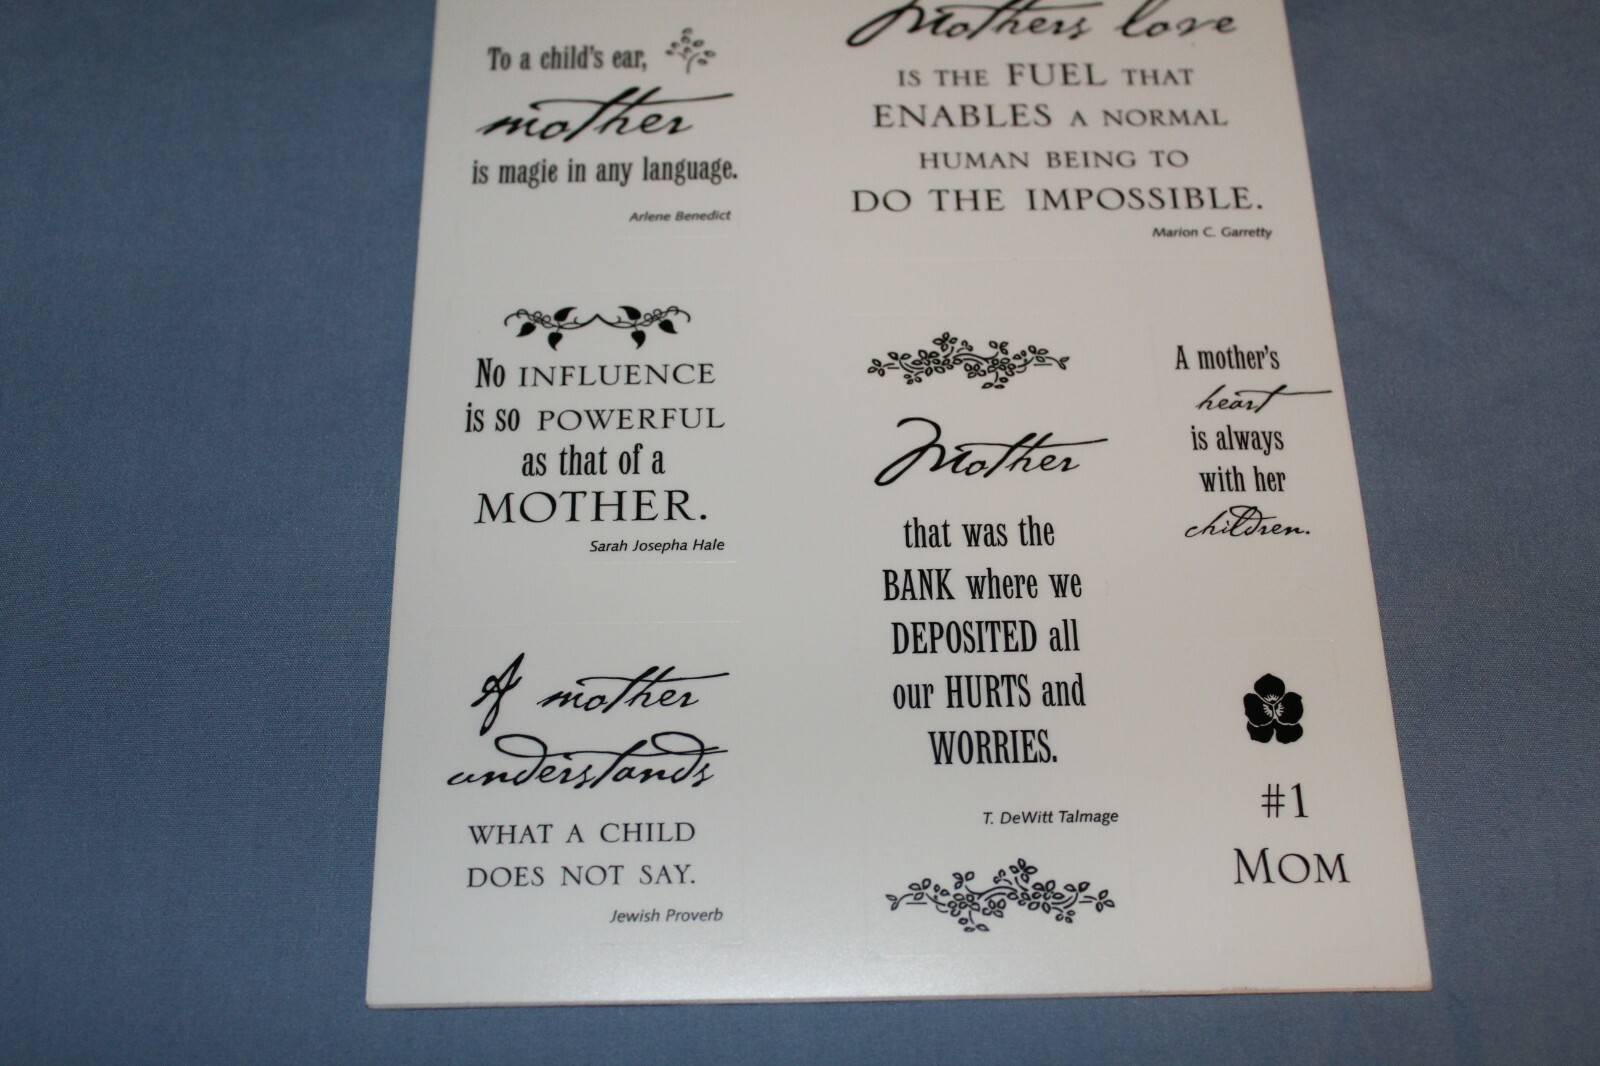 To a child's ear,
mother
is magic in any language.
Arlene Benedict
Mothers love
IS THE FUEL THAT
ENABLES A NORMAL
HUMAN BEING TO
DO THE IMPOSSIBLE.
Marion C. Garretty
No INFLUENCE
is so POWERFUL
as that of a
MOTHER.
Sarah Josepha Hale
Mother
that was the
BANK where we
DEPOSITED all
our HURTS and
WORRIES.
T. DeWitt Talmage
A mother's
heart
is always
with her
children.
A mother
understands
WHAT A CHILD
DOES NOT SAY.
Jewish Proverb
#1
MOM